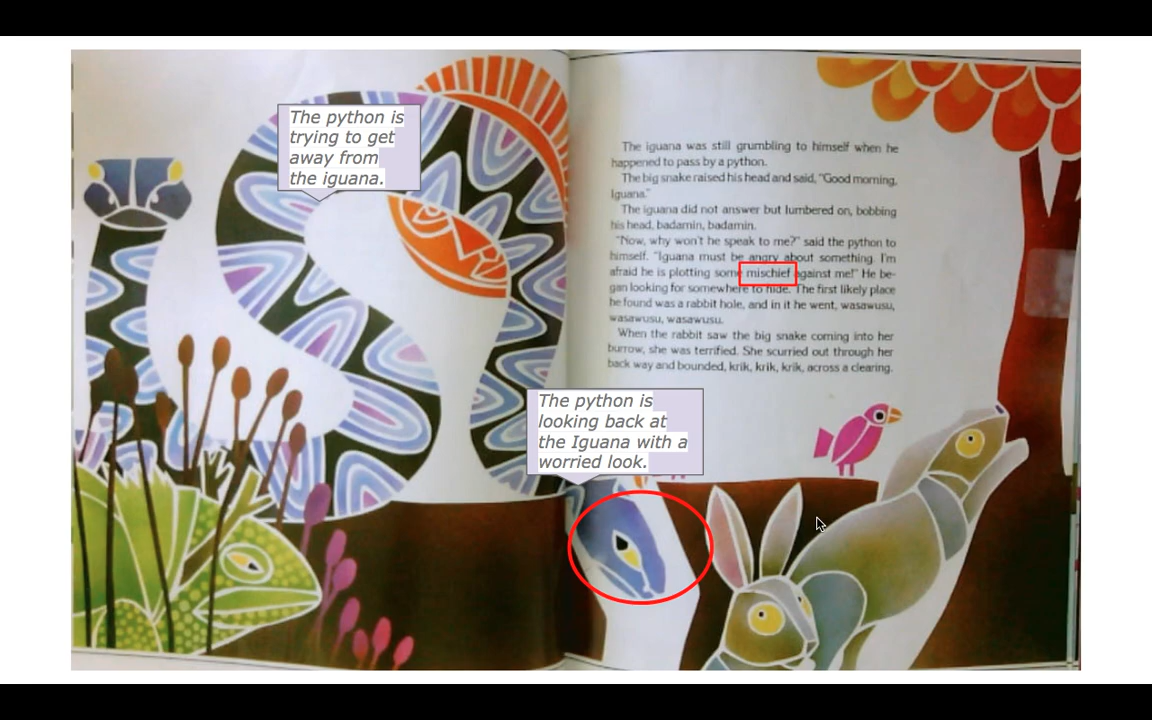 The python is
trying to get
away from
the iguana.
The iguana was still grumbling to himself when he
happened to pass by a python.
The big snake raised his head and said, "Good morning,
Iguana."
The iguana did not answer but lumbered on, bobbing
his head, badamin, badamin.
"Now, why won't he speak to me?" said the python to
himself. "Iguana must be angry about something. I'm
afraid he is plotting some mischief against me!" He be-
gan looking for somewhere to hide. The first likely place
he found was a rabbit hole, and in it he went, wasawusu,
wasawusu, wasawusu.
When the rabbit saw the big snake coming into her
burrow, she was terrified. She scurried out through her
back way and bounded, krik, krik, krik, across a clearing.
The python is
looking back at
the Iguana with a
worried look.